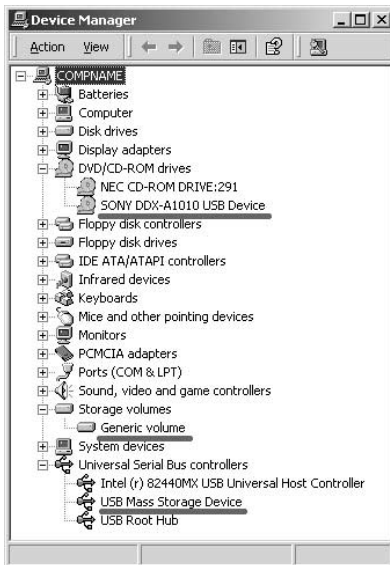 Device Manager
Action View
COMPNAME
Batteries
Computer
Disk drives
Display adapters
DVD/CD-ROM drives
NEC CD-ROM DRIVE:291
SONY DDX-A1010 USB Device
Floppy disk controllers
Floppy disk drives
IDE ATA/ATAPI controllers
Infrared devices
Keyboards
Mice and other pointing devices
Monitors
PCMCIA adapters
Ports (COM & LPT)
Sound, video and game controllers
Storage volumes
Generic volume
System devices
Universal Serial Bus controllers
Intel (r) 82440MX USB Universal Host Controller
USB Mass Storage Device
USB Root Hub